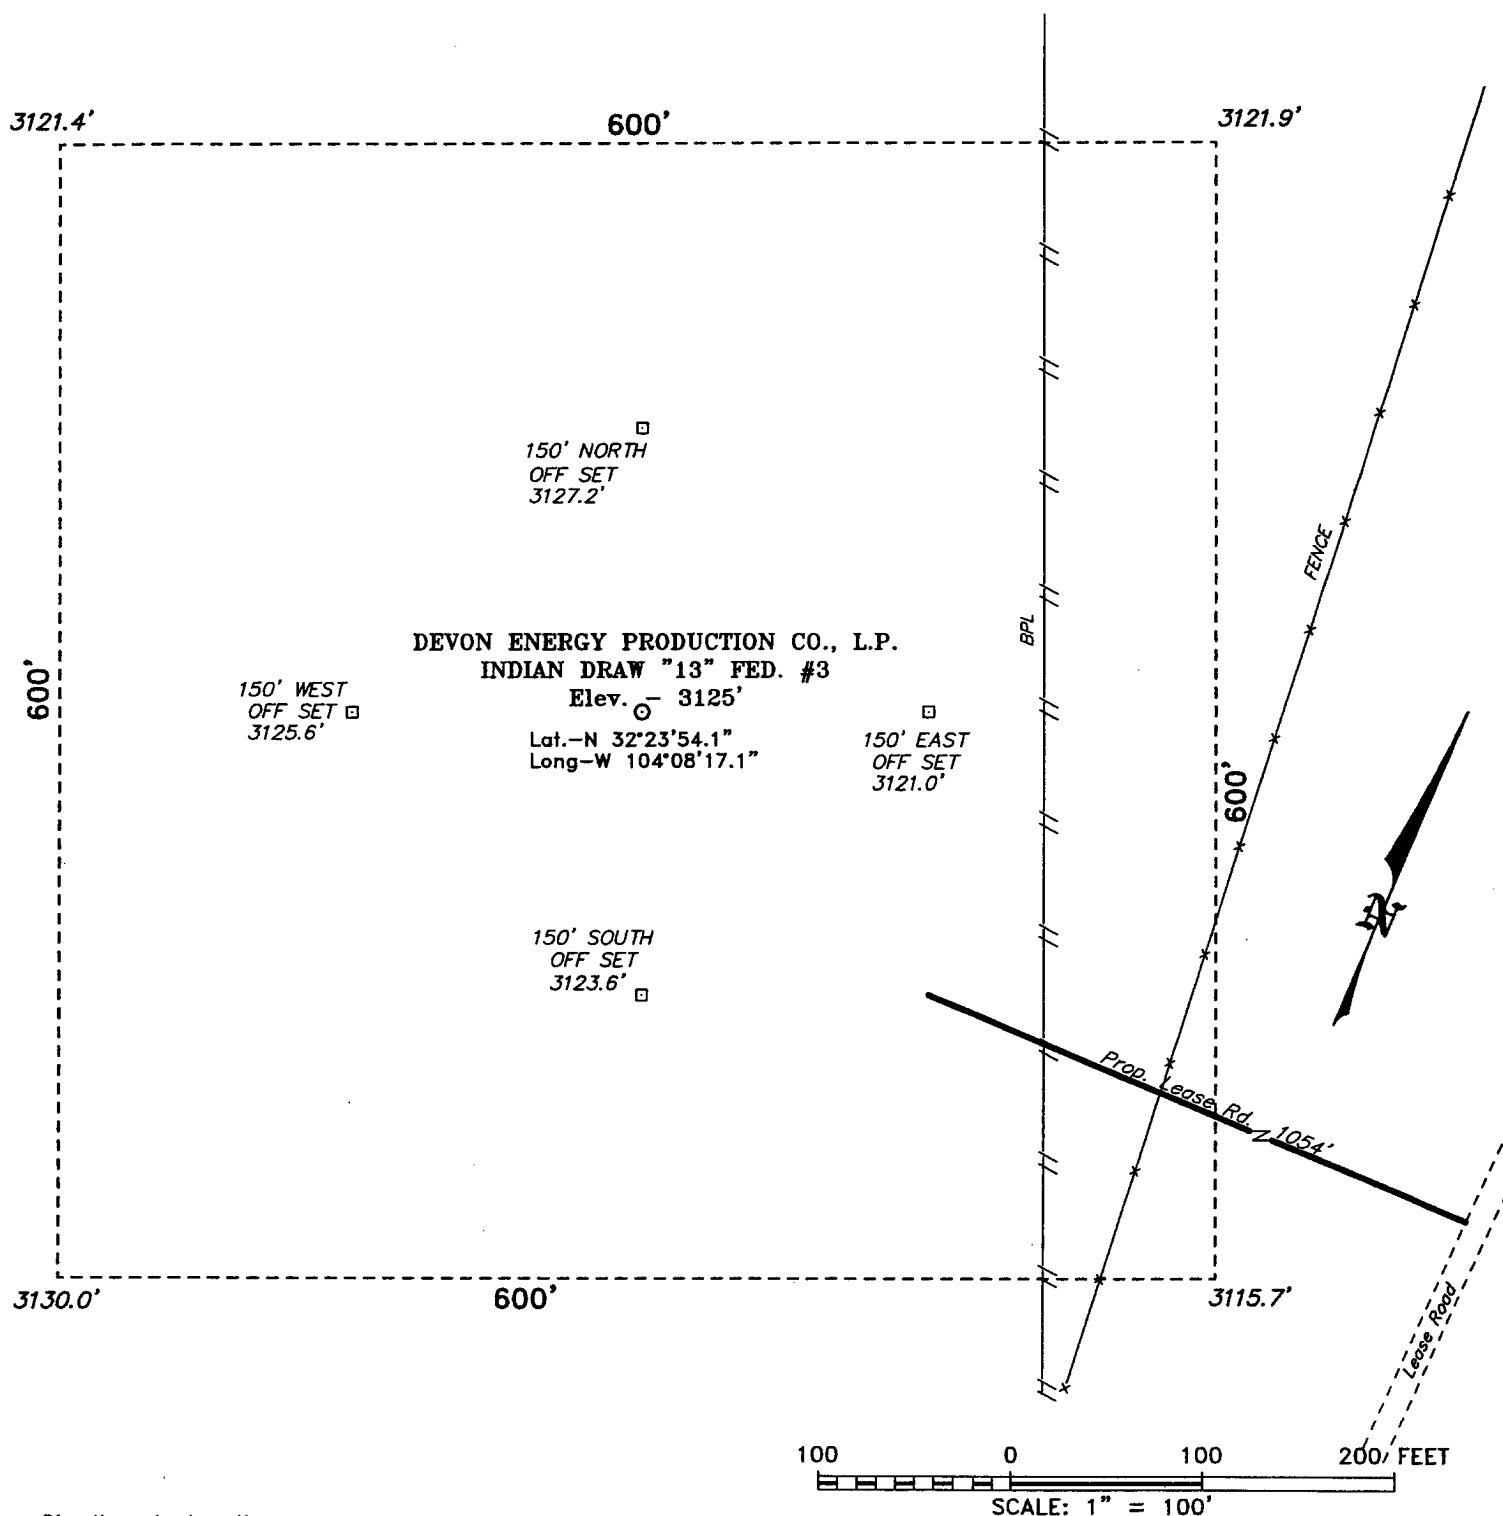 3121.4'
600'
3121.9'
150' NORTH
OFF SET
3127.2'
FENCE
BPL
DEVON ENERGY PRODUCTION CO., L.P.
INDIAN DRAW "13" FED. #3
Elev. - 3125'
Lat.-N 32°23'54.1"
Long-W 104°08'17.1"
150' WEST
OFF SET
3125.6'
600'
150' EAST
OFF SET
3121.0'
600'
N
150' SOUTH
OFF SET
3123.6'
Prop. Lease Rd. 1054'
3130.0'
600'
3115.7'
Lease Road
100 0 100 200 FEET
SCALE: 1" = 100'